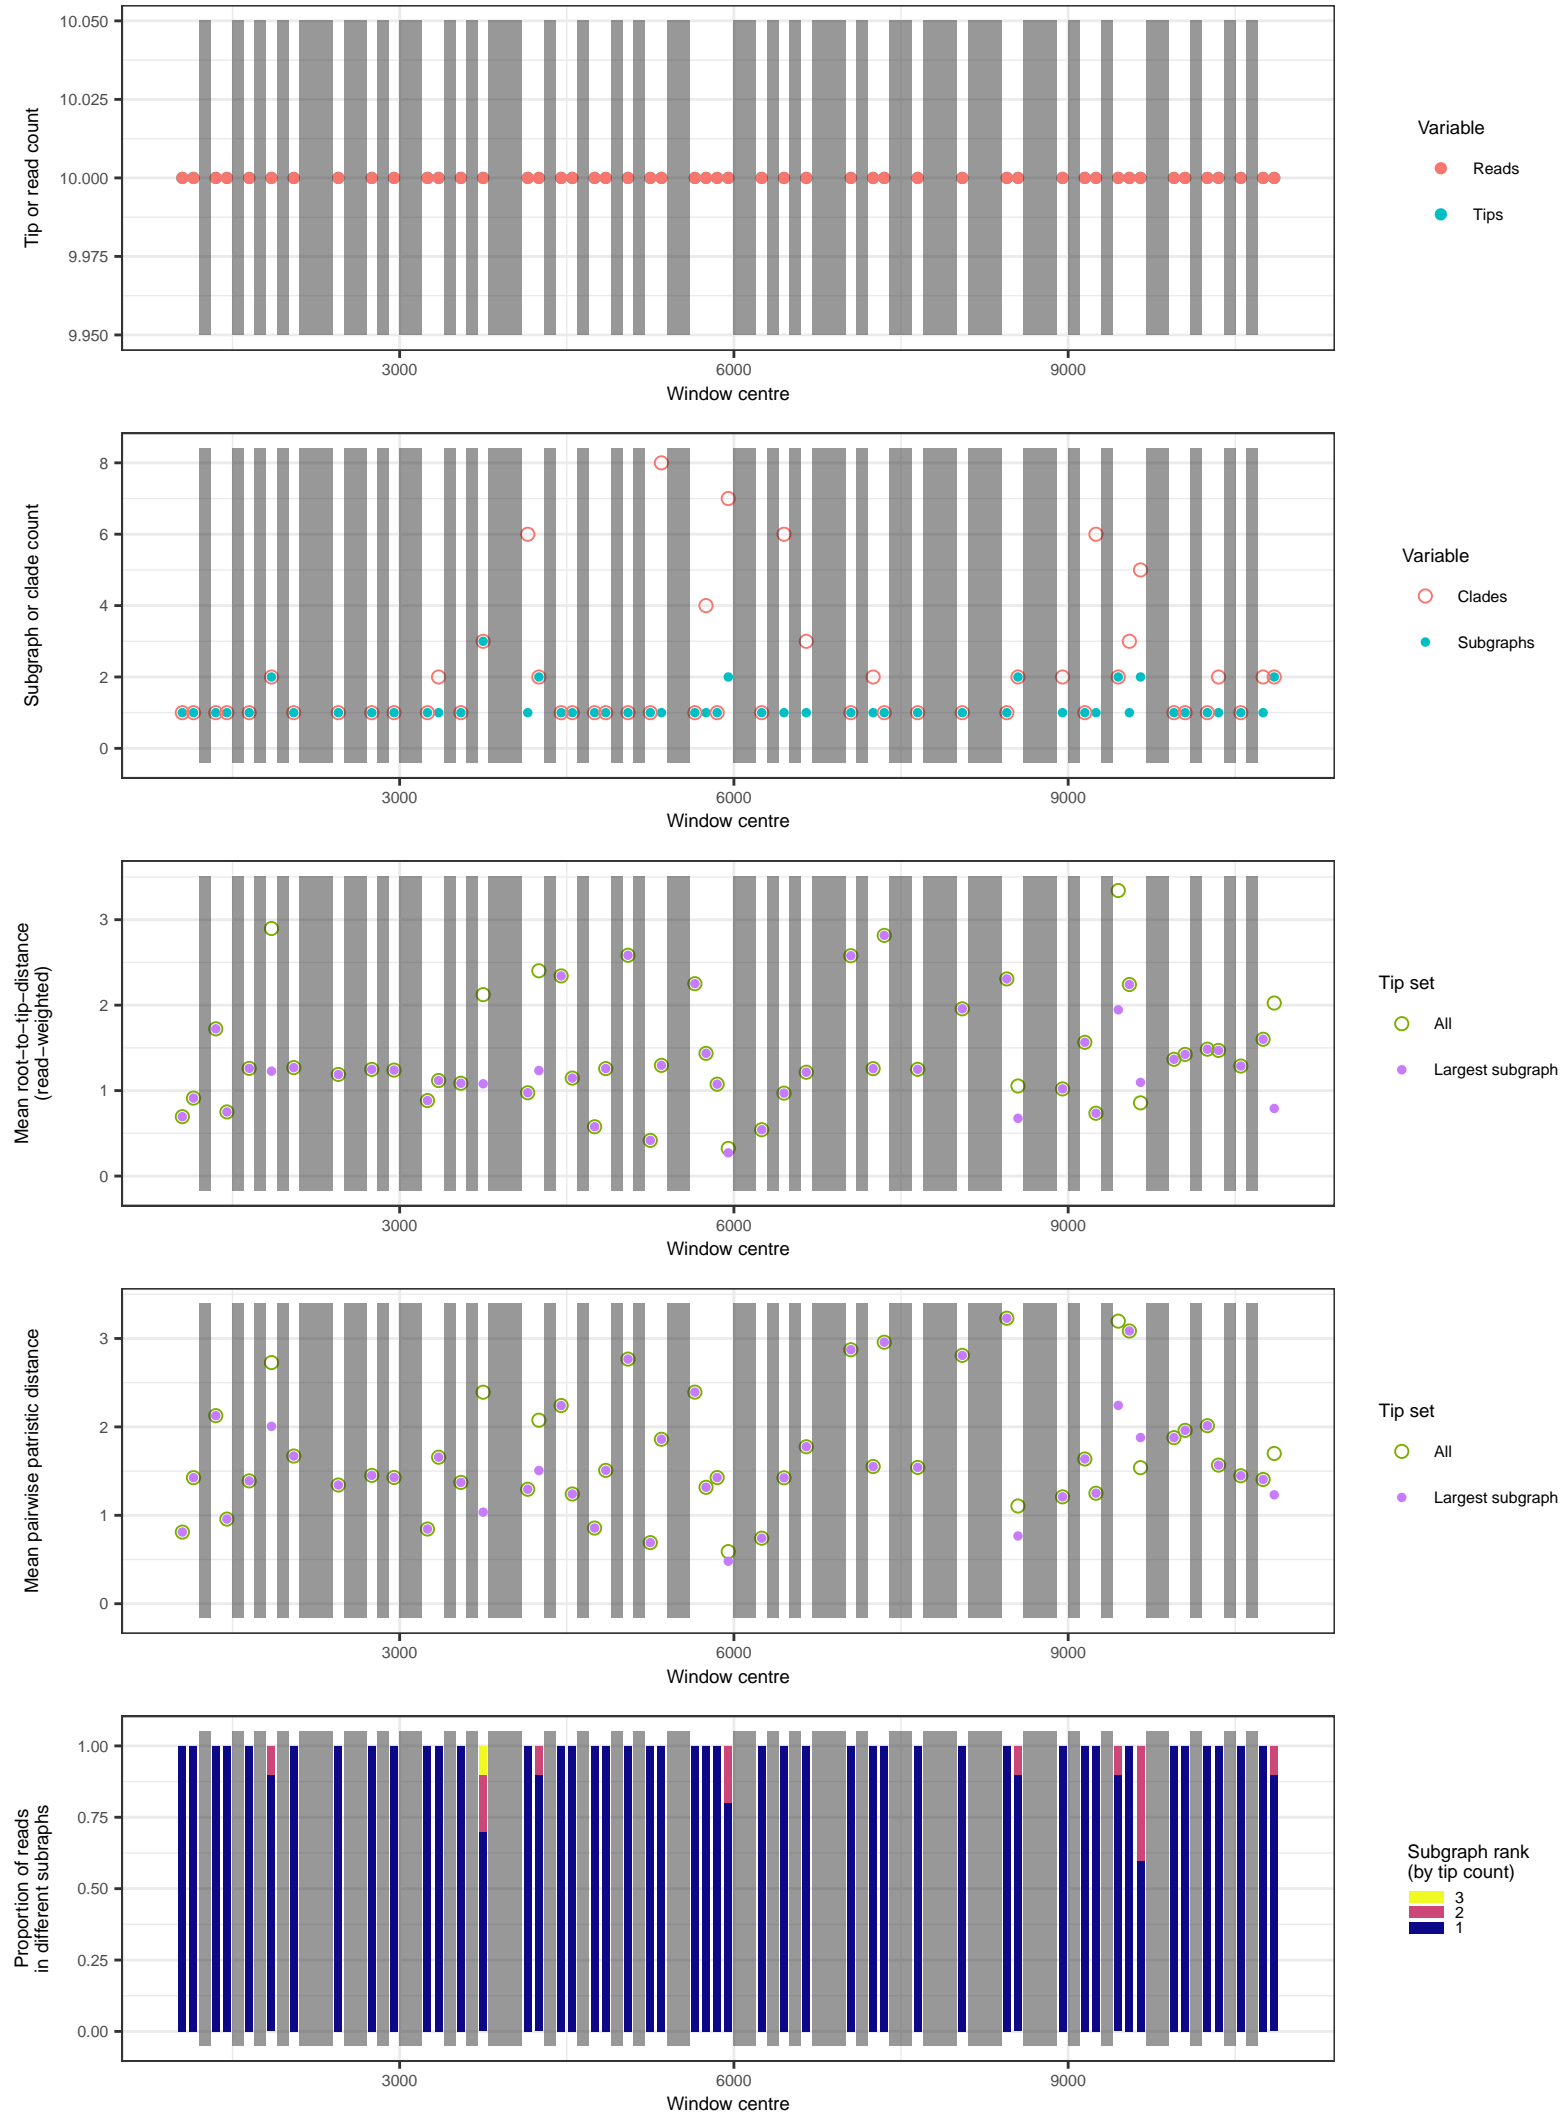 10.050
10.025
10.000
9.975
9.950
Tip or read count
3000
6000
9000
Window centre
Variable
Reads
Tips
8
6
4
2
0
Subgraph or clade count
3000
6000
9000
Window centre
Variable
Clades
Subgraphs
3
2
1
0
Mean root−to−tip−distance
(read−weighted)
3000
6000
9000
Window centre
Tip set
All
Largest subgraph
3
2
1
0
Mean pairwise patristic distance
3000
6000
9000
Window centre
Tip set
All
Largest subgraph
1.00
0.75
0.50
0.25
0.00
Proportion of reads
in different subraphs
3000
6000
9000
Window centre
Subgraph rank
(by tip count)
3
2
1